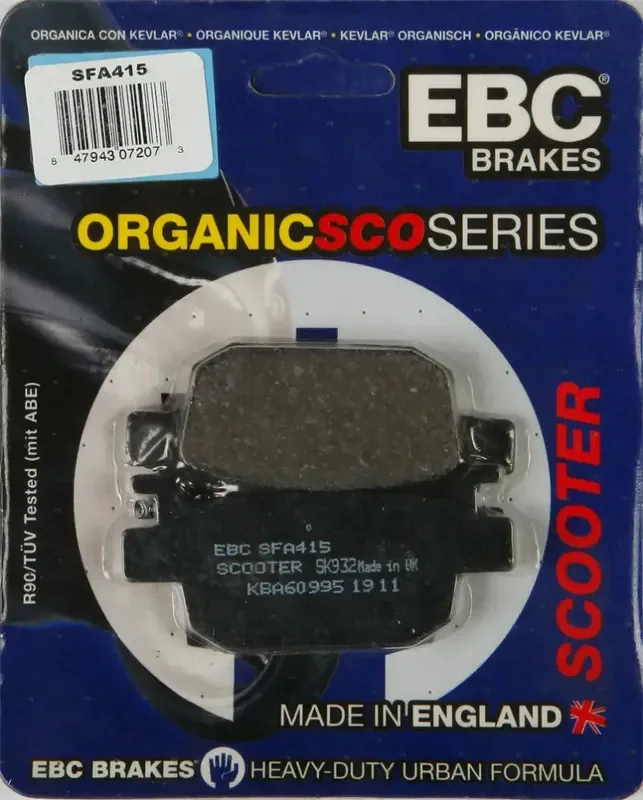 ORGANICA CON KEVLAR® • ORGANIQUE KEVLAR® • KEVLAR® ORGANISCH • ORGÂNICO KEVLAR®
SFA415
8 47943 07207 3
EBC®
BRAKES
ORGANICSCOSERIES
R90/TÜV Tested (mit ABE)
SCOOTER
EBC SFA415
SCOOTER SK932Made in UK
KBA60995 1911
MADE IN ENGLAND
EBC BRAKES HEAVY-DUTY URBAN FORMULA